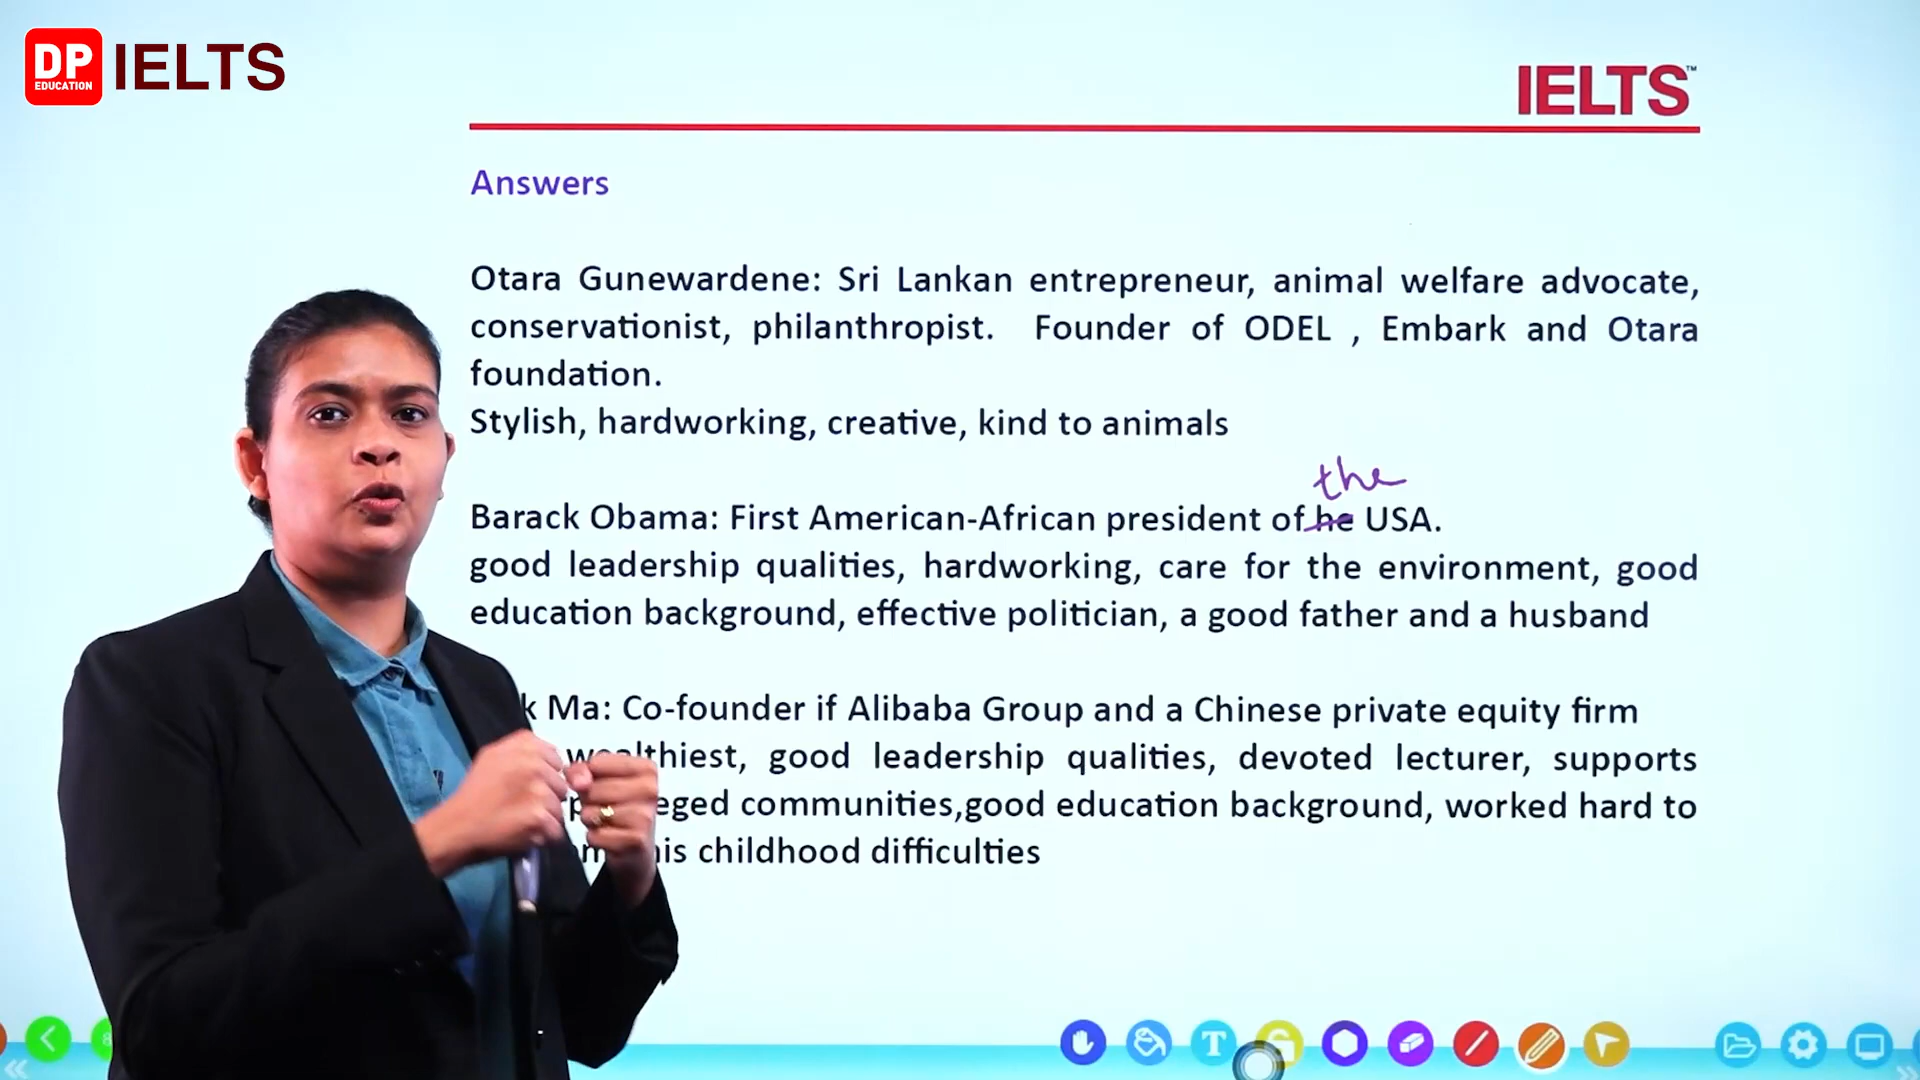 DP
EDUCATION
IELTS
IELTS™
Answers
Otara Gunewardene: Sri Lankan entrepreneur, animal welfare advocate,
conservationist, philanthropist. Founder of ODEL , Embark and Otara
foundation.
Stylish, hardworking, creative, kind to animals
the
Barack Obama: First American-African president of he USA.
good leadership qualities, hardworking, care for the environment, good
education background, effective politician, a good father and a husband
Ma: Co-founder if Alibaba Group and a Chinese private equity firm
wealthiest, good leadership qualities, devoted lecturer, supports
communities,good education background, worked hard to
his childhood difficulties
T